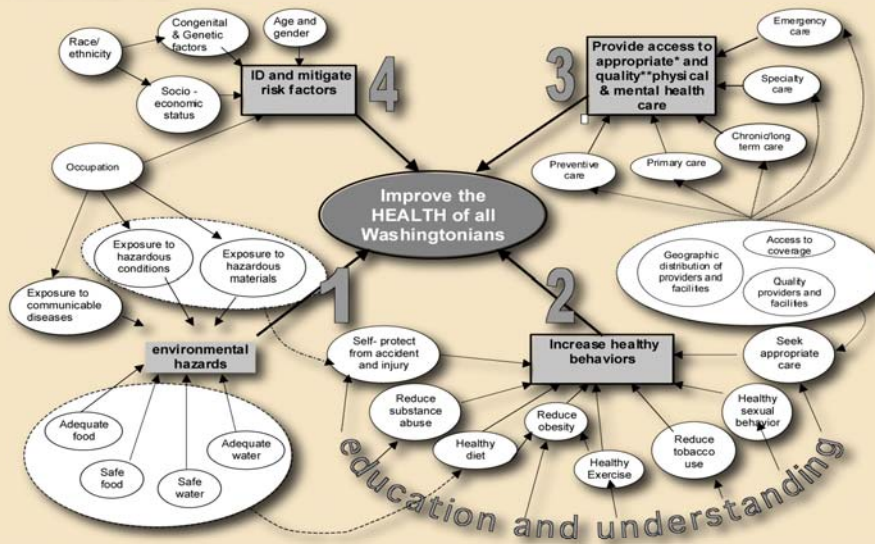 Race/
ethnicity
Congenital
& Genetic
factors
Age and
gender
Socio -
economic
status
ID and mitigate
risk factors
4
3
Provide access to
appropriate* and
quality**physical
& mental health
care
Emergency
care
Specialty
care
Chronic/long
term care
Primary care
Preventive
care
Occupation
Improve the
HEALTH of all
Washingtonians
Exposure to
hazardous
conditions
Exposure to
hazardous
materials
Exposure to
communicable
diseases
Geographic
distribution of
providers and
facilities
Access to
coverage
Quality
providers and
facilities
1
2
environmental
hazards
Self- protect
from accident
and injury
Increase healthy
behaviors
Seek
appropriate
care
Adequate
food
Safe
food
Safe
water
Adequate
water
Reduce
substance
abuse
Healthy
diet
Reduce
obesity
Healthy
Exercise
Reduce
tobacco
use
Healthy
sexual
behavior
education and understanding